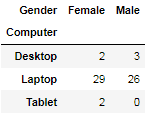 Gender Female Male
Computer
Desktop 2 3
Laptop 29 26
Tablet 2 0